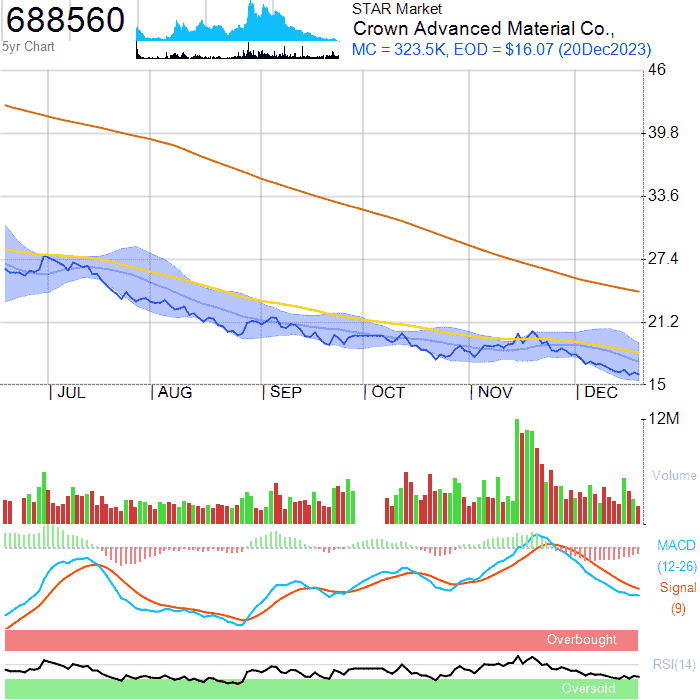 688560
5yr Chart
STAR Market
Crown Advanced Material Co.,
MC = 323.5K, EOD = $16.07 (20Dec2023)
46
39.8
33.6
27.4
21.2
15
JUL AUG SEP OCT NOV DEC
12M
Volume
MACD
(12-26)
Signal
(9)
Overbought
RSI(14)
Oversold